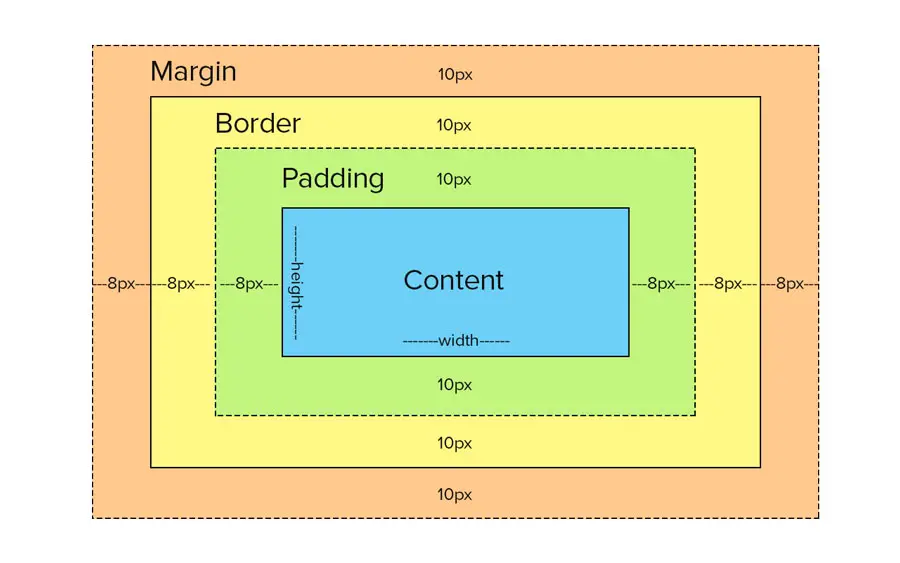 Margin
10px
Border
10px
Padding
10px
---8px---
---8px---
---8px---
-------height------
Content
---8px---
---8px---
---8px---
-------width------
10px
10px
10px